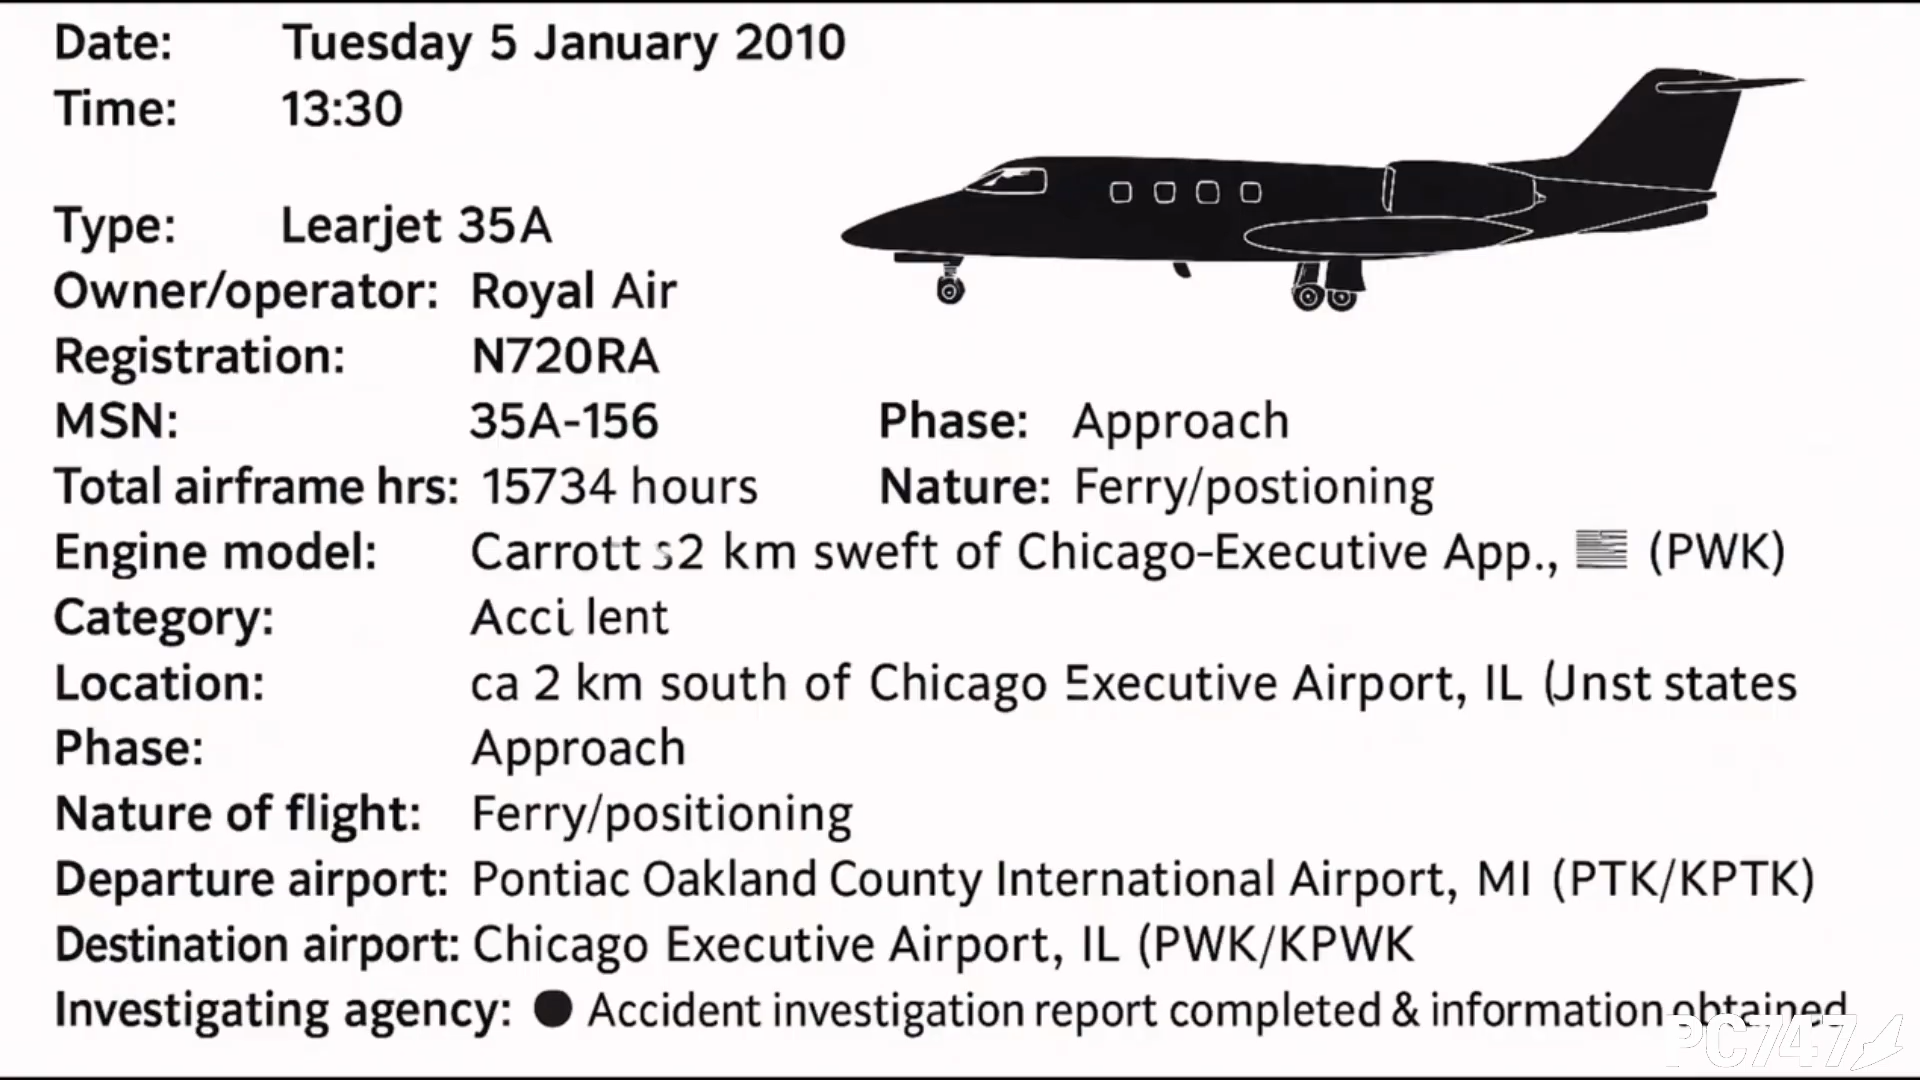 Date: Tuesday 5 January 2010
Time: 13:30
Type: Learjet 35A
Owner/operator: Royal Air
Registration: N720RA
MSN: 35A-156
Phase: Approach
Total airframe hrs: 15734 hours
Nature: Ferry/postioning
Engine model: Carrott s2 km sweft of Chicago-Executive App., (PWK)
Category: Acci lent
Location: ca 2 km south of Chicago Executive Airport, IL (Jnst states
Phase: Approach
Nature of flight: Ferry/positioning
Departure airport: Pontiac Oakland County International Airport, MI (PTK/KPTK)
Destination airport: Chicago Executive Airport, IL (PWK/KPWK
Investigating agency: ● Accident investigation report completed & information obtained
PC747